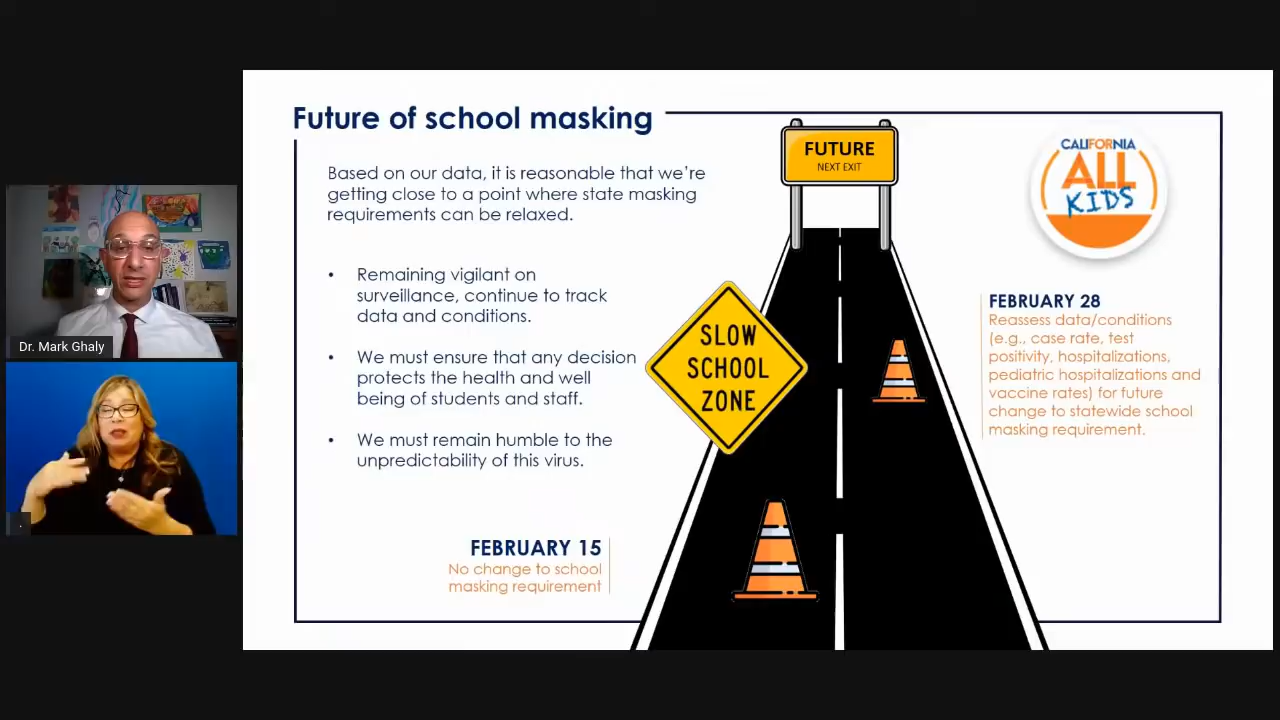 Future of school masking
Based on our data, it is reasonable that we're
getting close to a point where state masking
requirements can be relaxed.
• Remaining vigilant on
surveillance, continue to track
data and conditions.
• We must ensure that any decision
protects the health and well
being of students and staff.
• We must remain humble to the
unpredictability of this virus.
FEBRUARY 15
No change to school
masking requirement
FUTURE
NEXT EXIT
SLOW
SCHOOL
ZONE
CALIFORNIA
ALL
KIDS
FEBRUARY 28
Reassess data/conditions
(e.g., case rate, test
positivity, hospitalizations,
pediatric hospitalizations and
vaccine rates) for future
change to statewide school
masking requirement.
Dr. Mark Ghaly
.